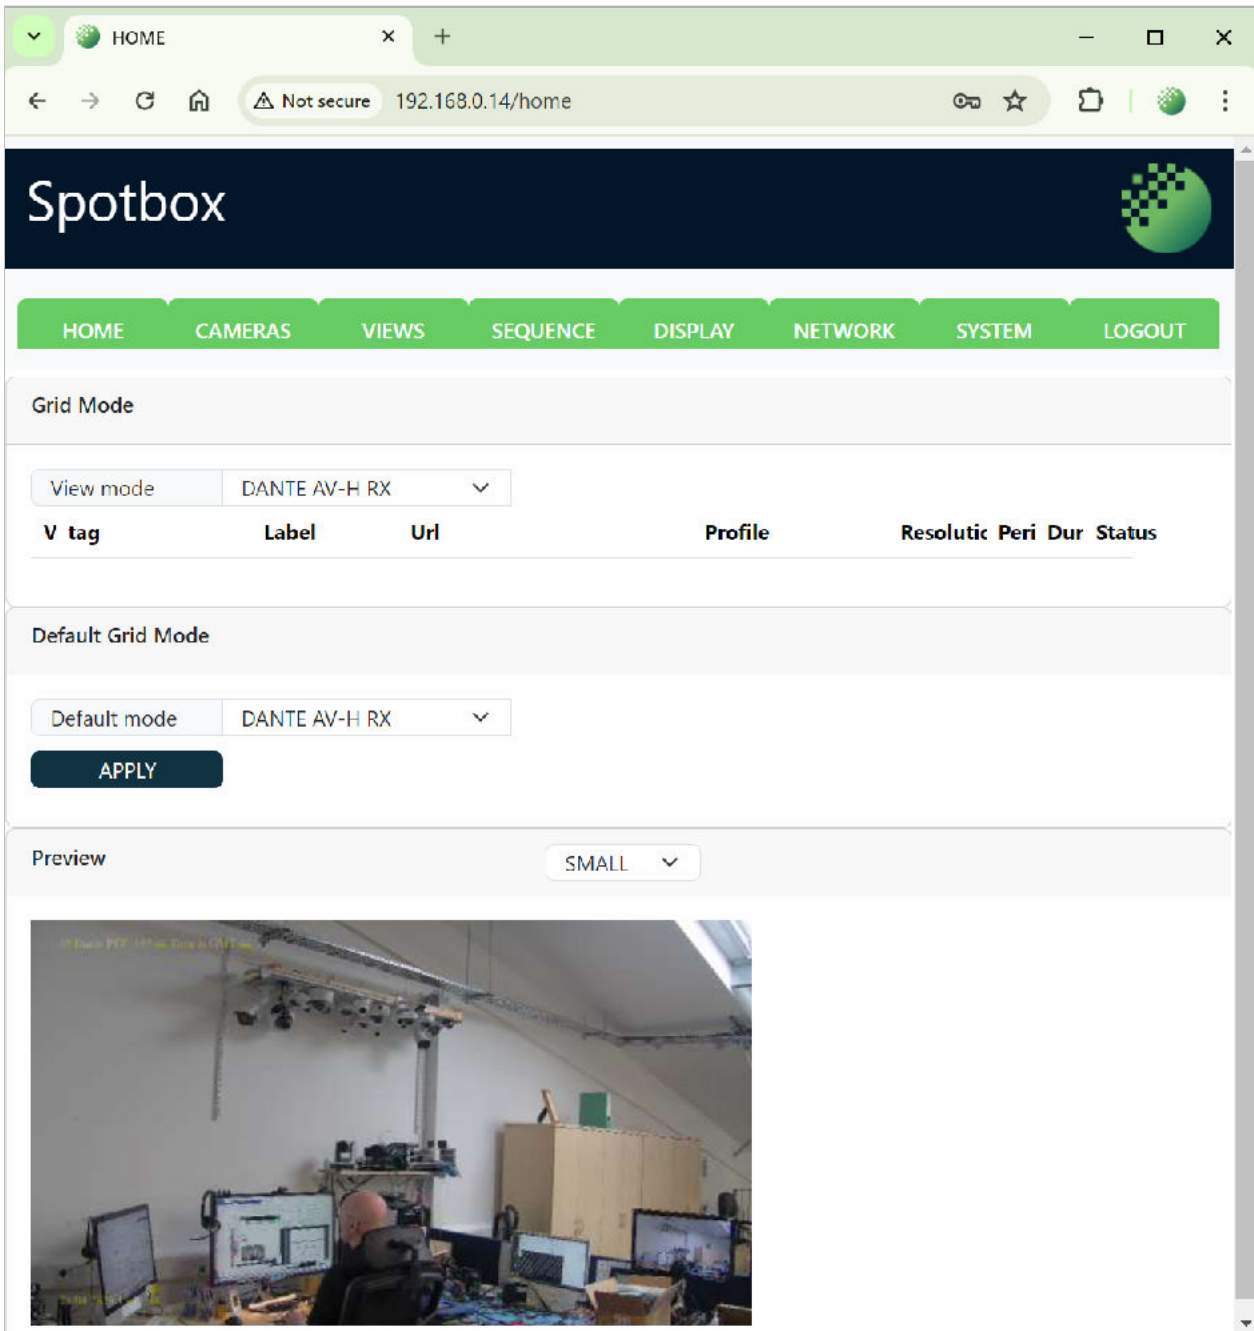 HOME
Not secure 192.168.0.14/home
Spotbox
HOME CAMERAS VIEWS SEQUENCE DISPLAY NETWORK SYSTEM LOGOUT
Grid Mode
View mode DANTE AV-H RX
V tag Label Url Profile Resolutic Peri Dur Status
Default Grid Mode
Default mode DANTE AV-H RX
APPLY
Preview SMALL